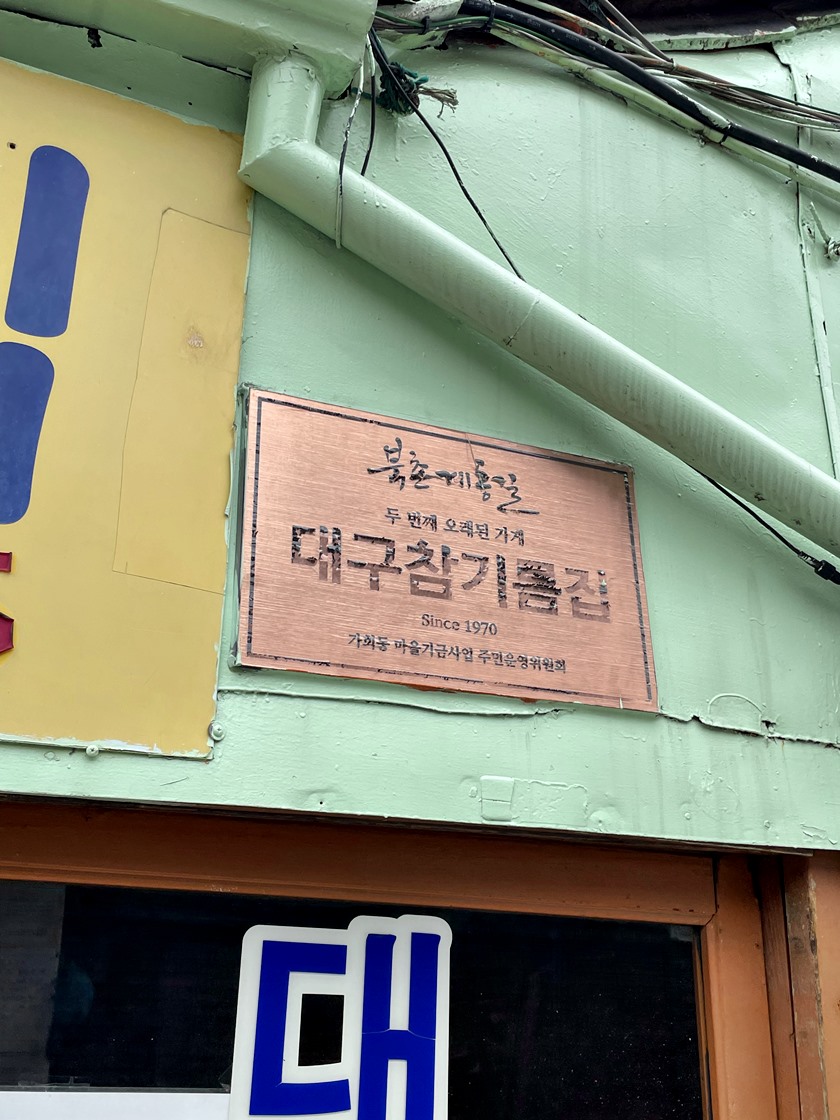 북촌계동길
두 번째 오래된 가게
대구참기름집
Since 1970
가회동 마을기금사업 주민운영위원회
대